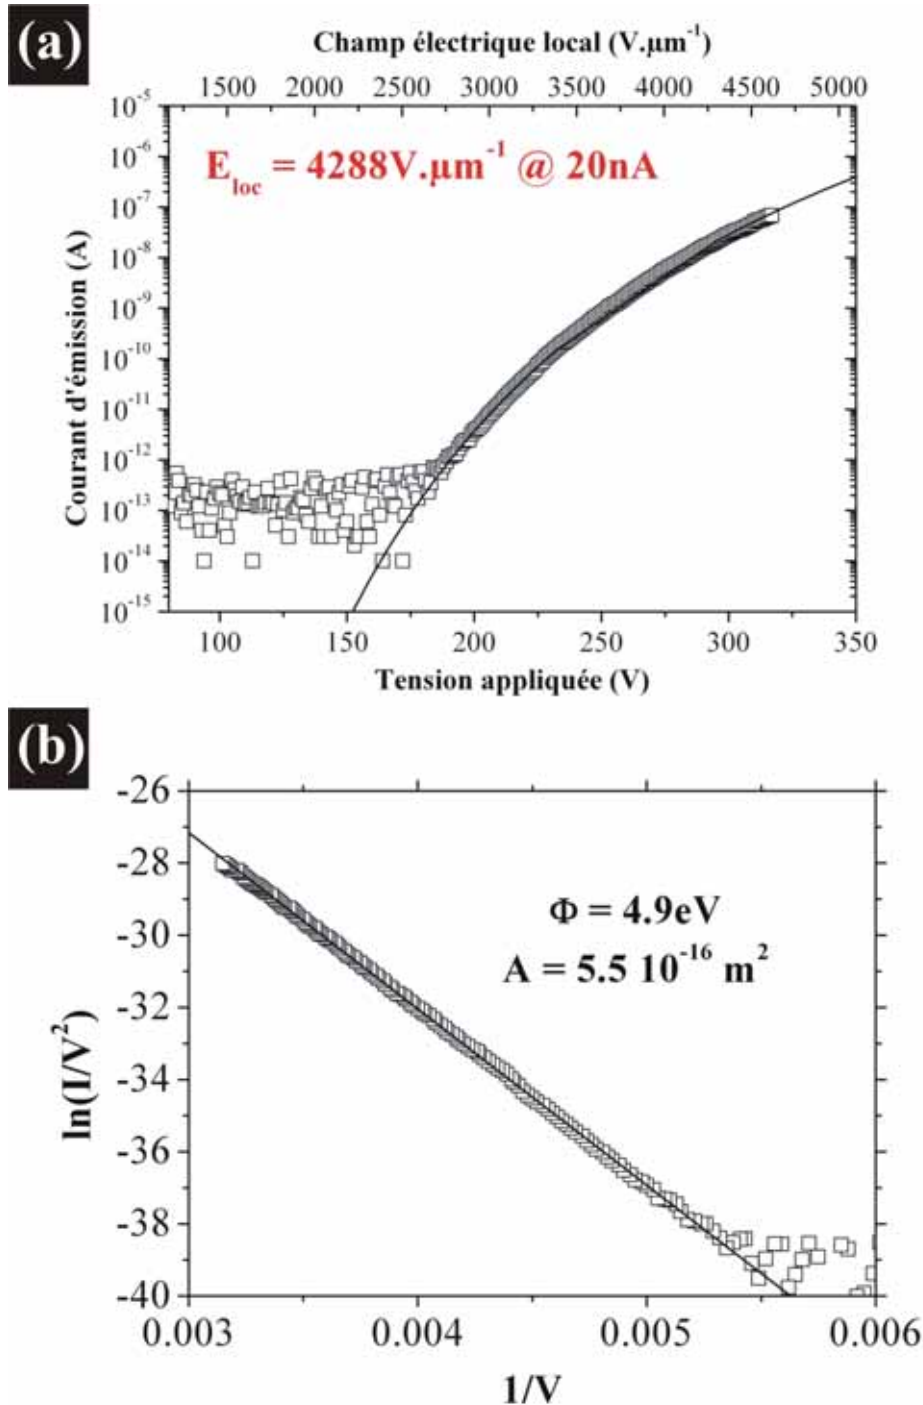 (a)
Champ électrique local (V.µm⁻¹)
1500 2000 2500 3000 3500 4000 4500 5000
E_loc = 4288V.µm⁻¹ @ 20nA
Courant d'émission (A)
10⁻⁵
10⁻⁶
10⁻⁷
10⁻⁸
10⁻⁹
10⁻¹⁰
10⁻¹¹
10⁻¹²
10⁻¹³
10⁻¹⁴
10⁻¹⁵
100 150 200 250 300 350
Tension appliquée (V)
(b)
ln(I/V²)
-26
-28
-30
-32
-34
-36
-38
-40
Φ = 4.9eV
A = 5.5 10⁻¹⁶ m²
0.003 0.004 0.005 0.006
1/V